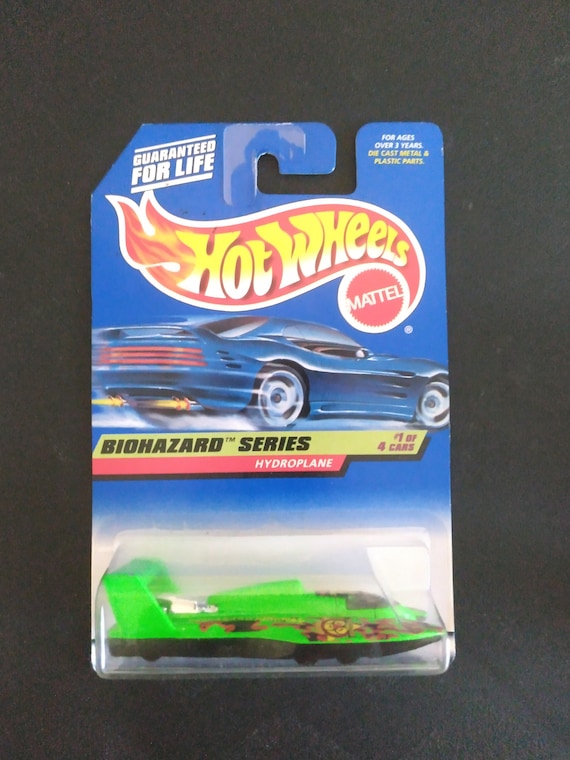 GUARANTEED
FOR LIFE
FOR AGES
OVER 3 YEARS.
DIE CAST METAL &
PLASTIC PARTS.
HOT WHEELS
MATTEL
®
BIOHAZARD™ SERIES
#1 OF
4 CARS
HYDROPLANE